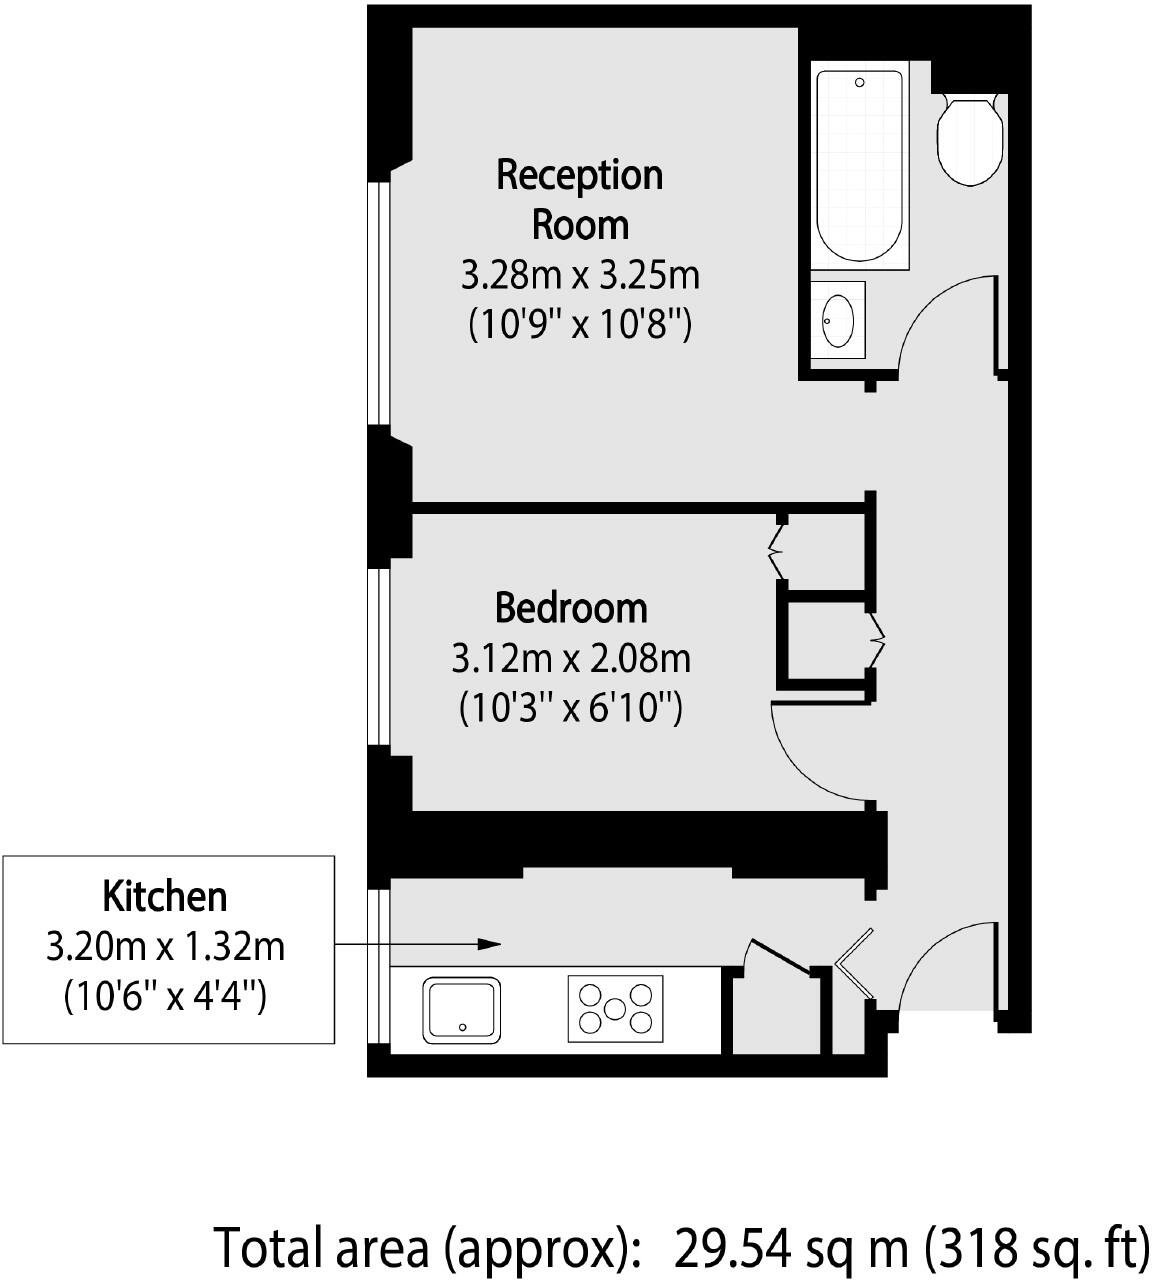 Reception
Room
3.28m x 3.25m
(10'9" x 10'8")
Bedroom
3.12m x 2.08m
(10'3" x 6'10")
Kitchen
3.20m x 1.32m
(10'6" x 4'4")
Total area (approx): 29.54 sq m (318 sq. ft)